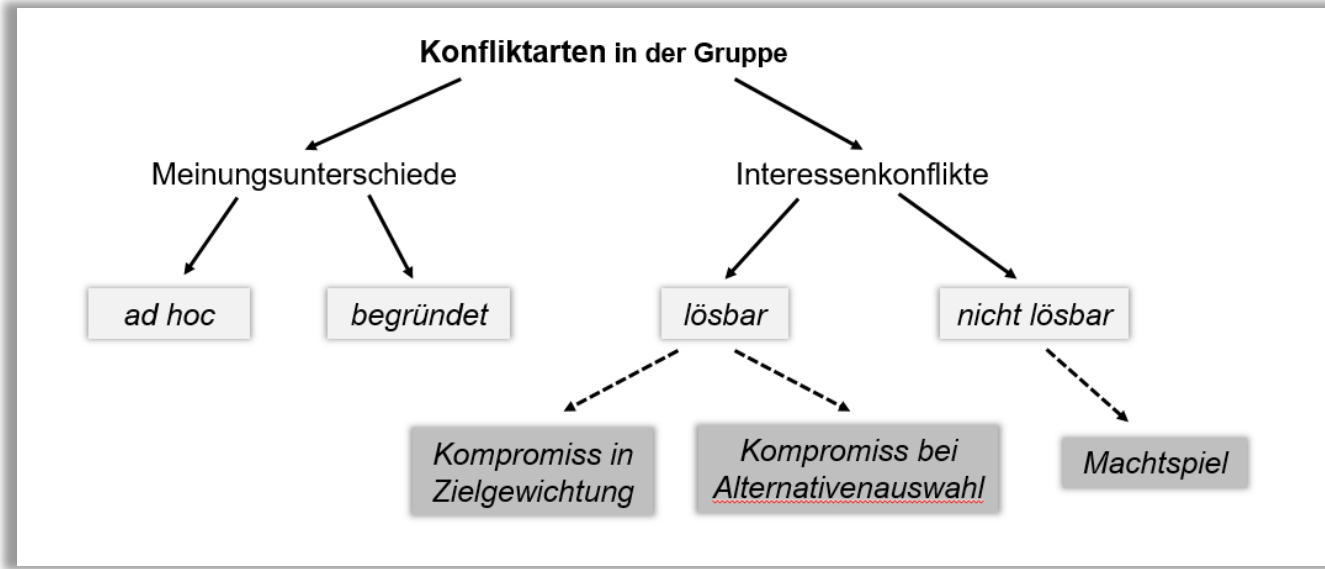 Konfliktarten in der Gruppe
Meinungsunterschiede
Interessenkonflikte
ad hoc
begründet
lösbar
nicht lösbar
Kompromiss in
Zielgewichtung
Kompromiss bei
Alternativenauswahl
Machtspiel